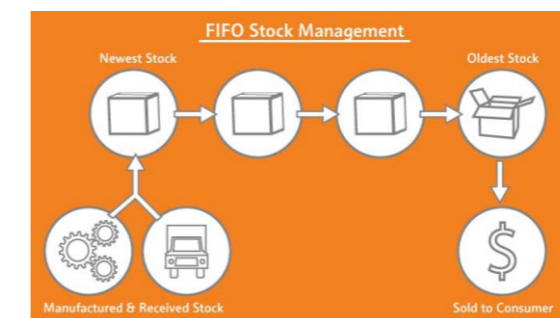 FIFO Stock Management
Newest Stock
Oldest Stock
$
Manufactured & Received Stock
Sold to Consumer